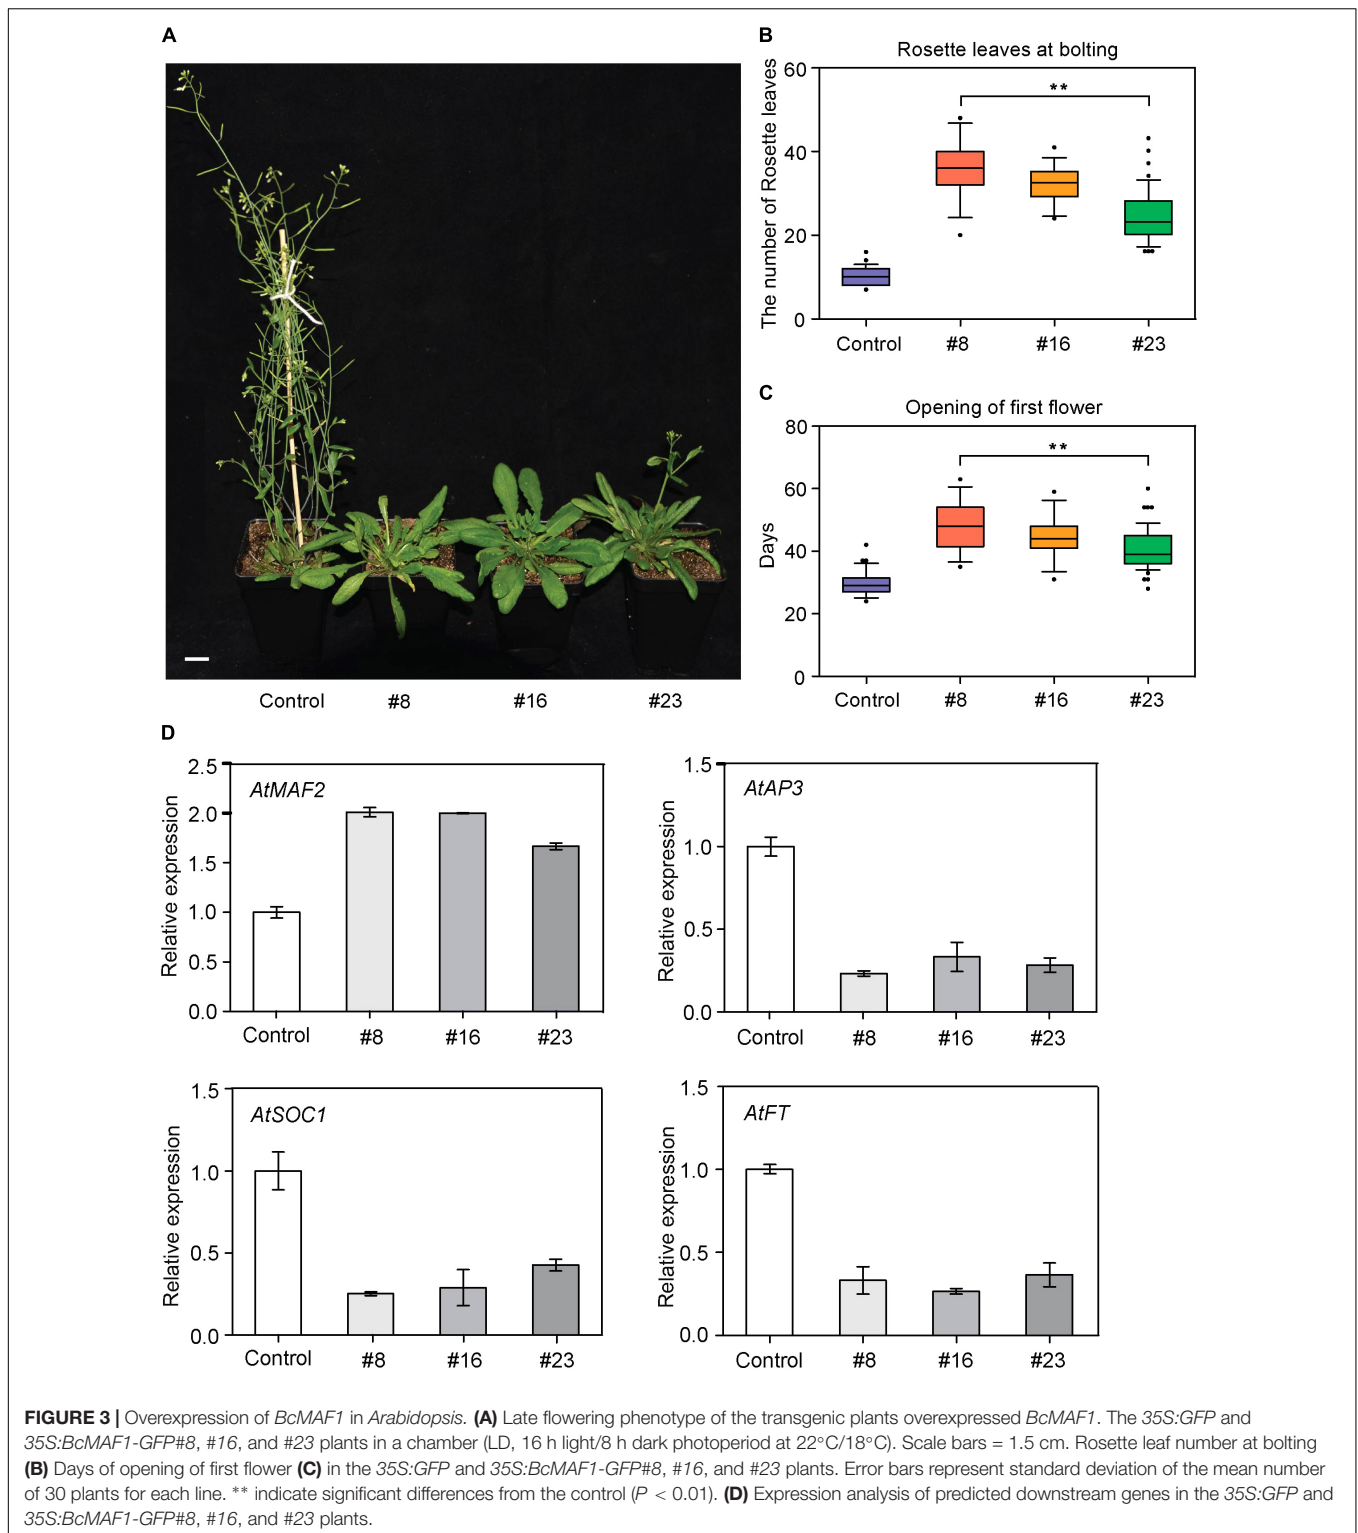 A
Control #8 #16 #23
B
Rosette leaves at bolting
The number of Rosette leaves
60
40
20
0
**
Control #8 #16 #23
C
Opening of first flower
Days
80
60
40
20
0
**
Control #8 #16 #23
D
AtMAF2
Relative expression
2.5
2.0
1.5
1.0
0.5
0.0
Control #8 #16 #23
AtAP3
Relative expression
1.5
1.0
0.5
0.0
Control #8 #16 #23
AtSOC1
Relative expression
1.5
1.0
0.5
0.0
Control #8 #16 #23
AtFT
Relative expression
1.5
1.0
0.5
0.0
Control #8 #16 #23
FIGURE 3 | Overexpression of BcMAF1 in Arabidopsis. (A) Late flowering phenotype of the transgenic plants overexpressed BcMAF1. The 35S:GFP and
35S:BcMAF1-GFP#8, #16, and #23 plants in a chamber (LD, 16 h light/8 h dark photoperiod at 22°C/18°C). Scale bars = 1.5 cm. Rosette leaf number at bolting
(B) Days of opening of first flower (C) in the 35S:GFP and 35S:BcMAF1-GFP#8, #16, and #23 plants. Error bars represent standard deviation of the mean number
of 30 plants for each line. ** indicate significant differences from the control (P < 0.01). (D) Expression analysis of predicted downstream genes in the 35S:GFP and
35S:BcMAF1-GFP#8, #16, and #23 plants.